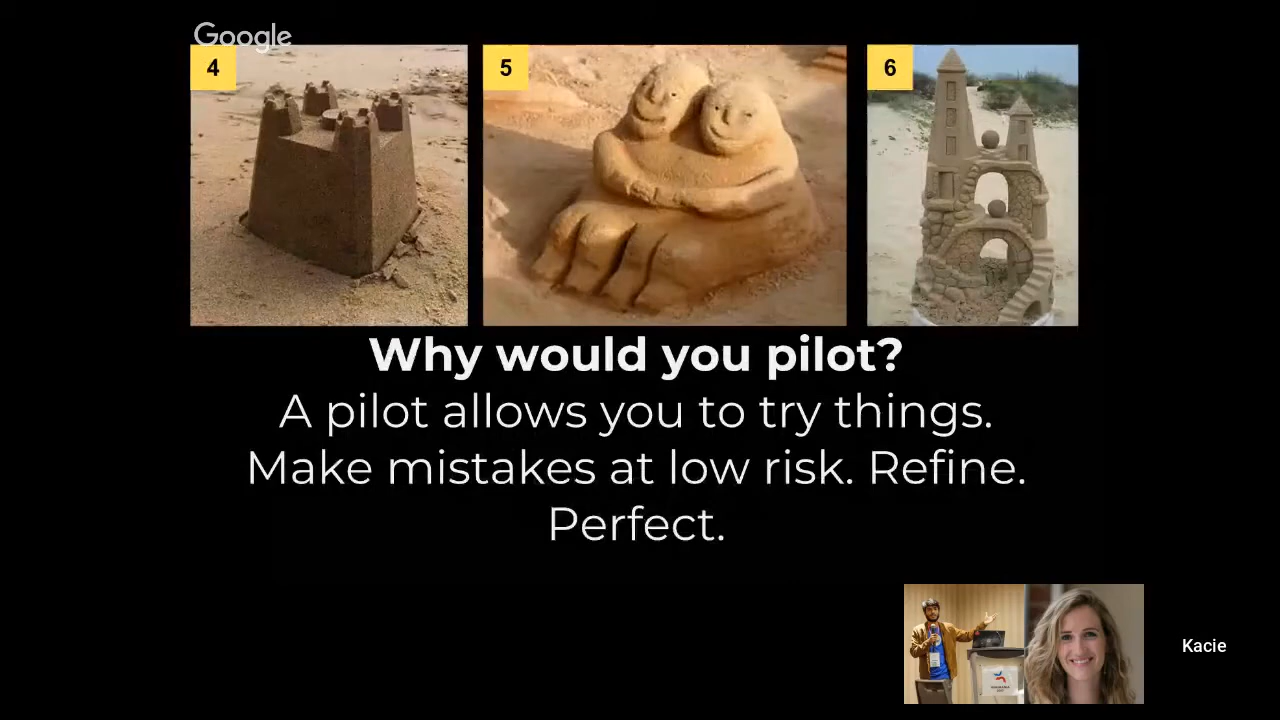 Google
4
5
6
Why would you pilot?
A pilot allows you to try things.
Make mistakes at low risk. Refine.
Perfect.
Kacie